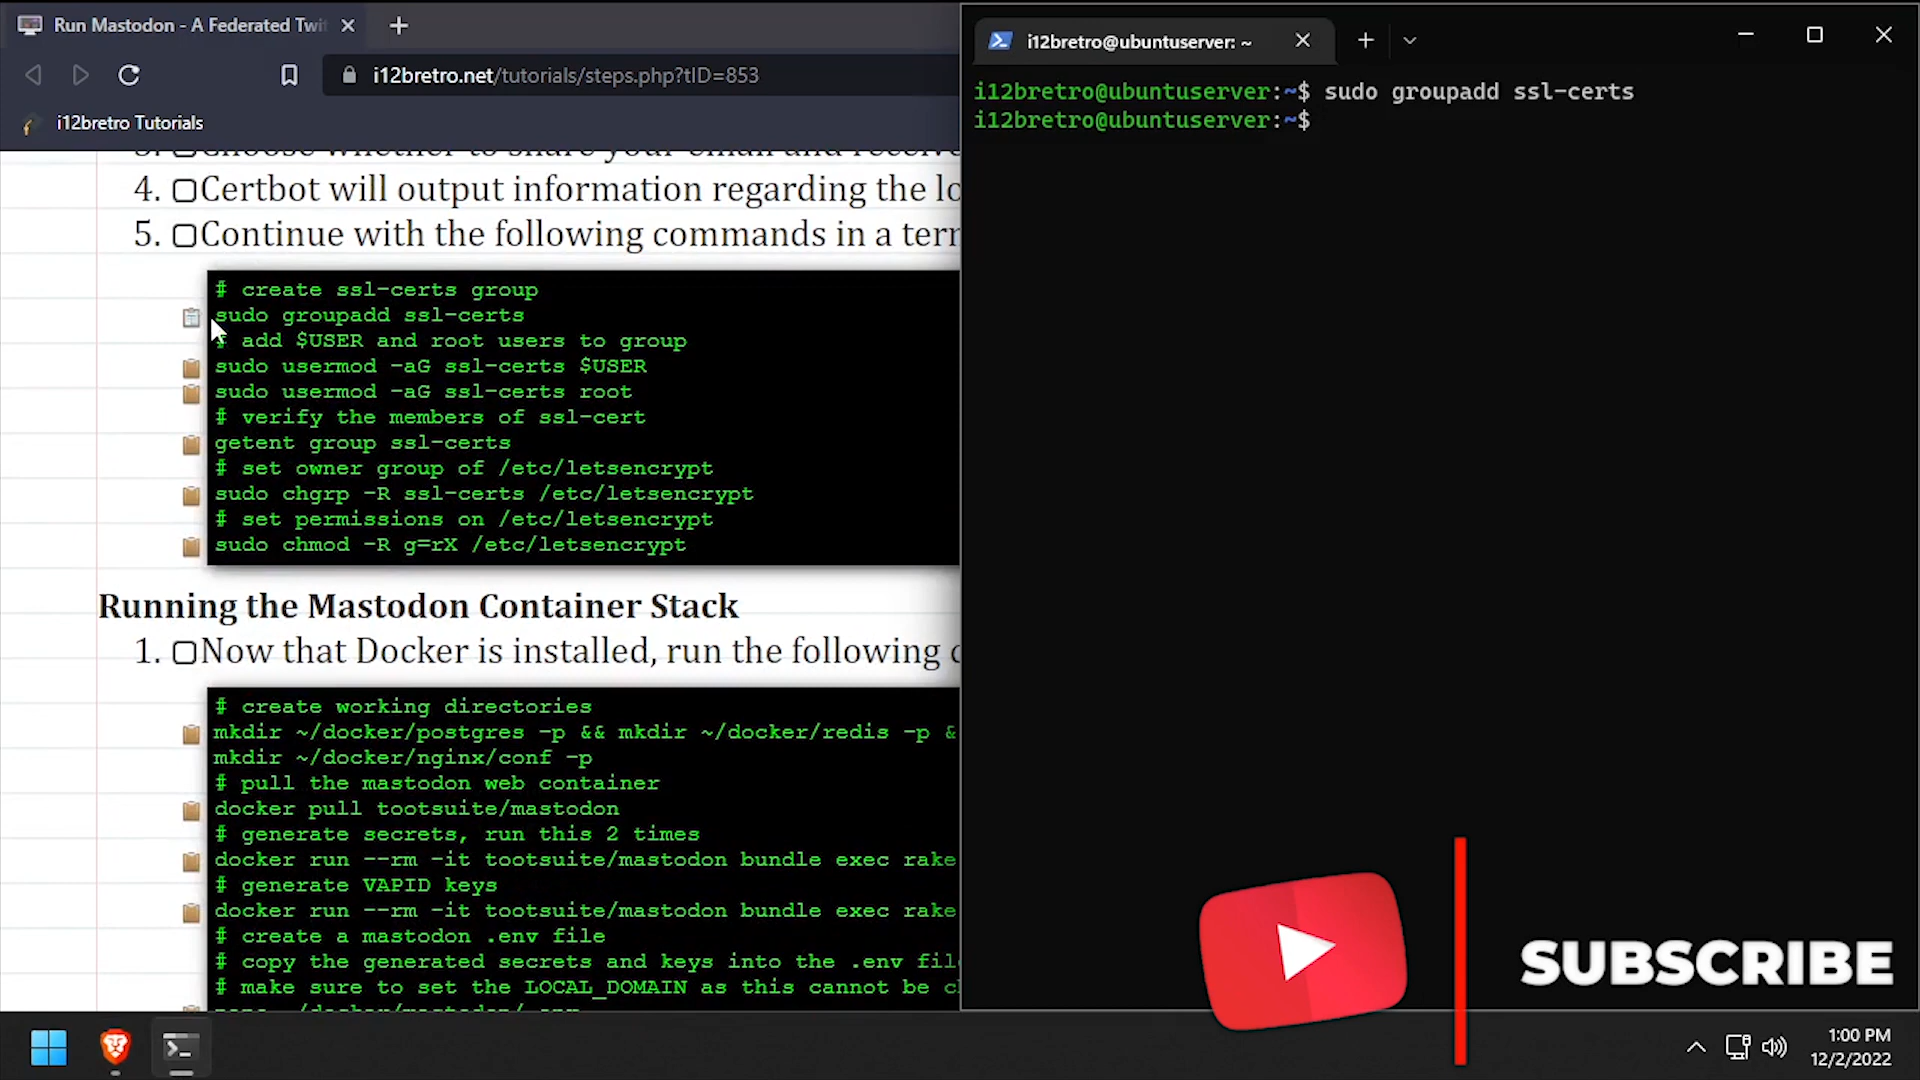 Run Mastodon - A Federated Twit
i12bretro.net/tutorials/steps.php?tID=853
i12bretro Tutorials
3. Choose whether to share your email and receive
4. Certbot will output information regarding the lo
5. Continue with the following commands in a tern
# create ssl-certs group
sudo groupadd ssl-certs
# add $USER and root users to group
sudo usermod -aG ssl-certs $USER
sudo usermod -aG ssl-certs root
# verify the members of ssl-cert
getent group ssl-certs
# set owner group of /etc/letsencrypt
sudo chgrp -R ssl-certs /etc/letsencrypt
# set permissions on /etc/letsencrypt
sudo chmod -R g=rX /etc/letsencrypt
Running the Mastodon Container Stack
1. Now that Docker is installed, run the following c
# create working directories
mkdir ~/docker/postgres -p && mkdir ~/docker/redis -p &
mkdir ~/docker/nginx/conf -p
# pull the mastodon web container
docker pull tootsuite/mastodon
# generate secrets, run this 2 times
docker run --rm -it tootsuite/mastodon bundle exec rake
# generate VAPID keys
docker run --rm -it tootsuite/mastodon bundle exec rake
# create a mastodon .env file
# copy the generated secrets and keys into the .env fil
# make sure to set the LOCAL_DOMAIN as this cannot be c
i12bretro@ubuntuserver: ~
i12bretro@ubuntuserver:~$ sudo groupadd ssl-certs
i12bretro@ubuntuserver:~$
SUBSCRIBE
1:00 PM
12/2/2022